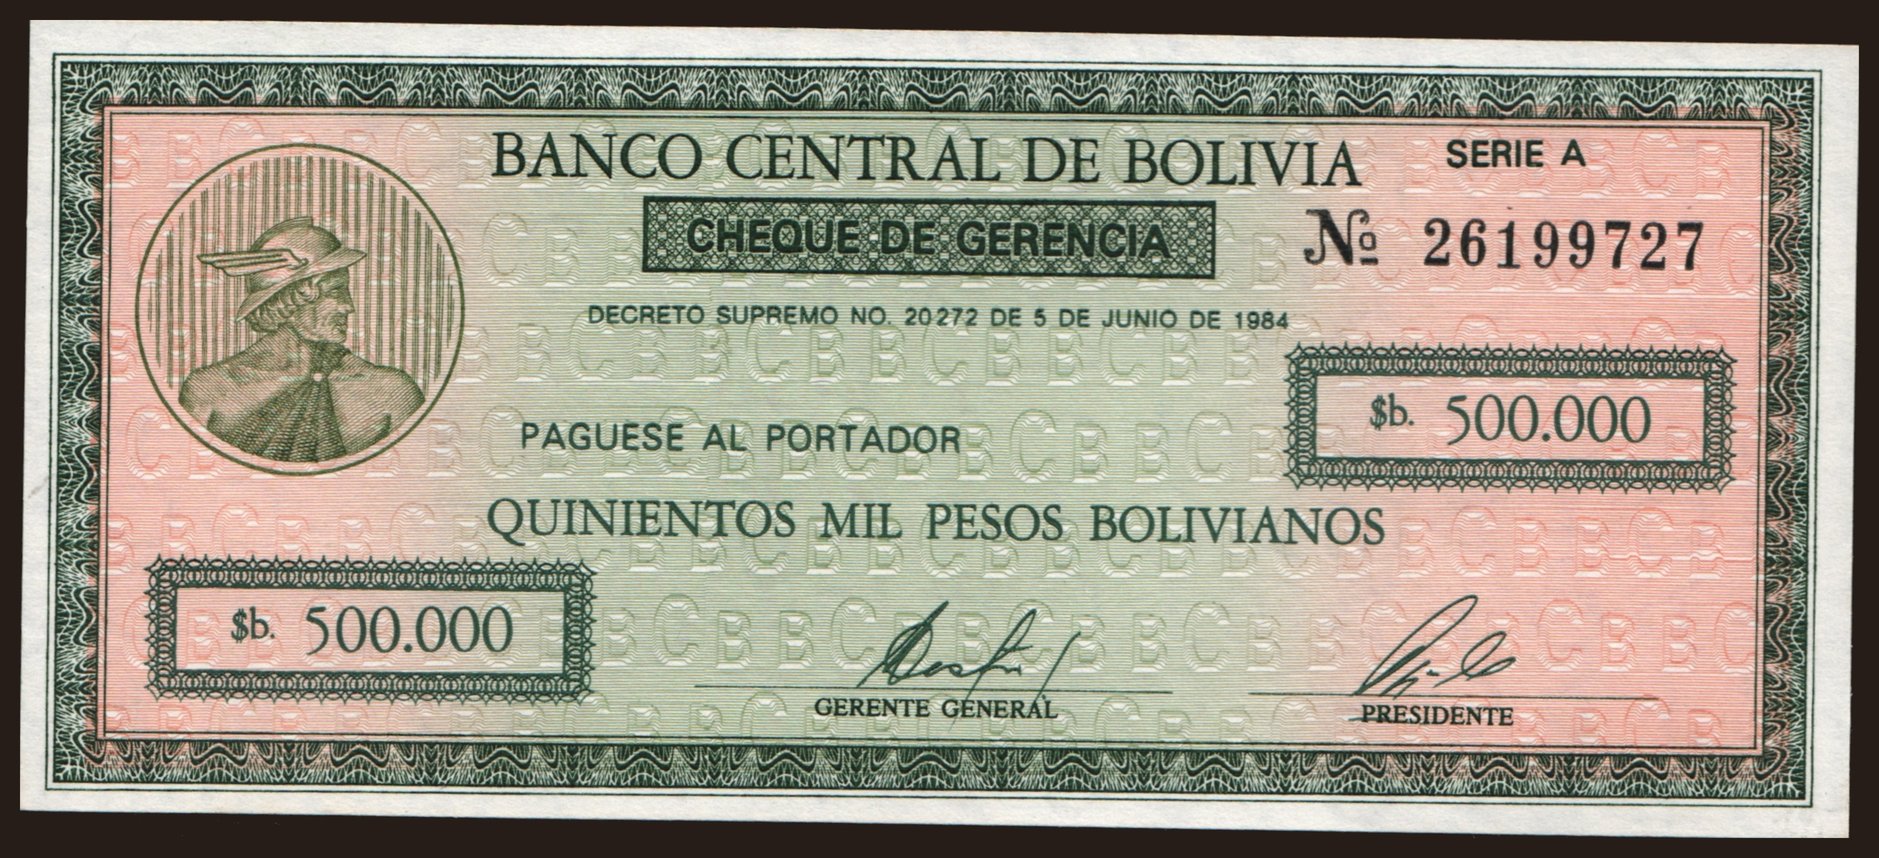 BANCO CENTRAL DE BOLIVIA
SERIE A
CHEQUE DE GERENCIA
Nº 26199727
DECRETO SUPREMO NO. 20272 DE 5 DE JUNIO DE 1984
$b. 500.000
PAGUESE AL PORTADOR
QUINIENTOS MIL PESOS BOLIVIANOS
$b. 500.000
GERENTE GENERAL
PRESIDENTE